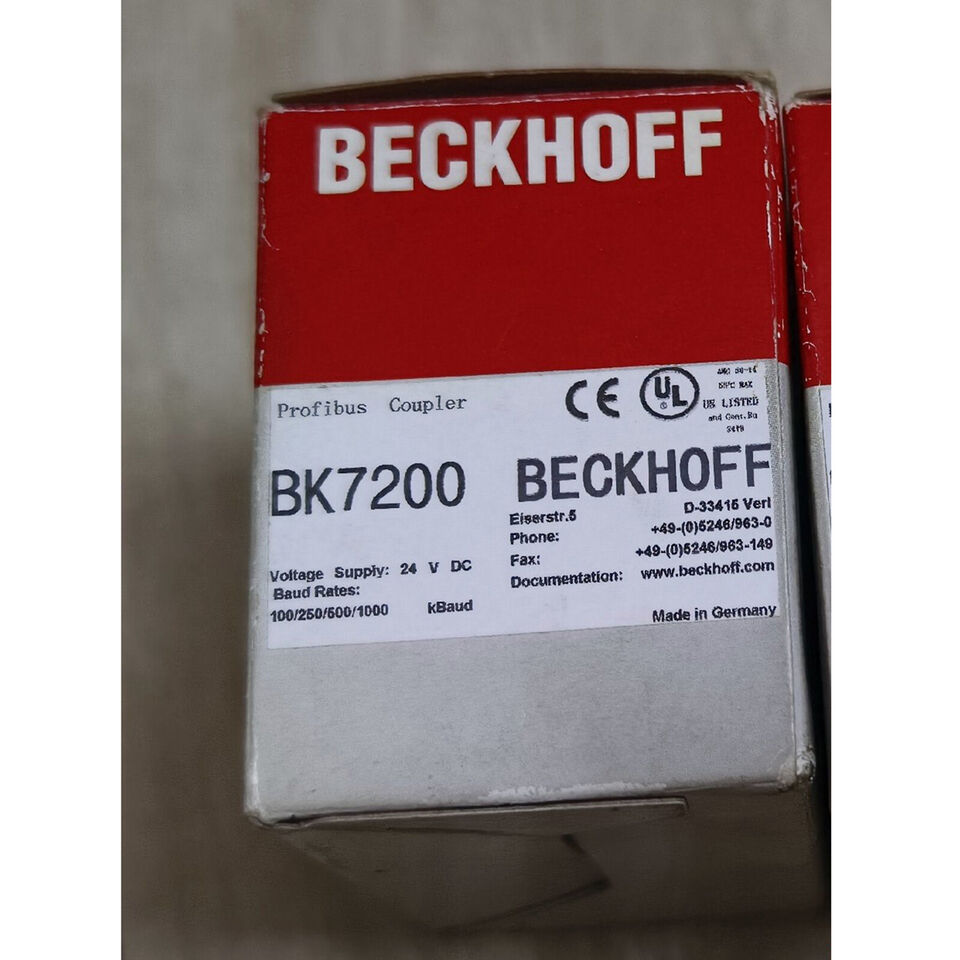 BECKHOFF
Profibus Coupler
CE
UL
LISTED
BK7200
BECKHOFF
Eiserstr.5
D-33415 Verl
Phone:
+49-(0)5246/963-0
Fax:
+49-(0)5246/963-149
Documentation:
www.beckhoff.com
Voltage Supply: 24 V DC
Baud Rates:
100/250/500/1000 kBaud
Made in Germany